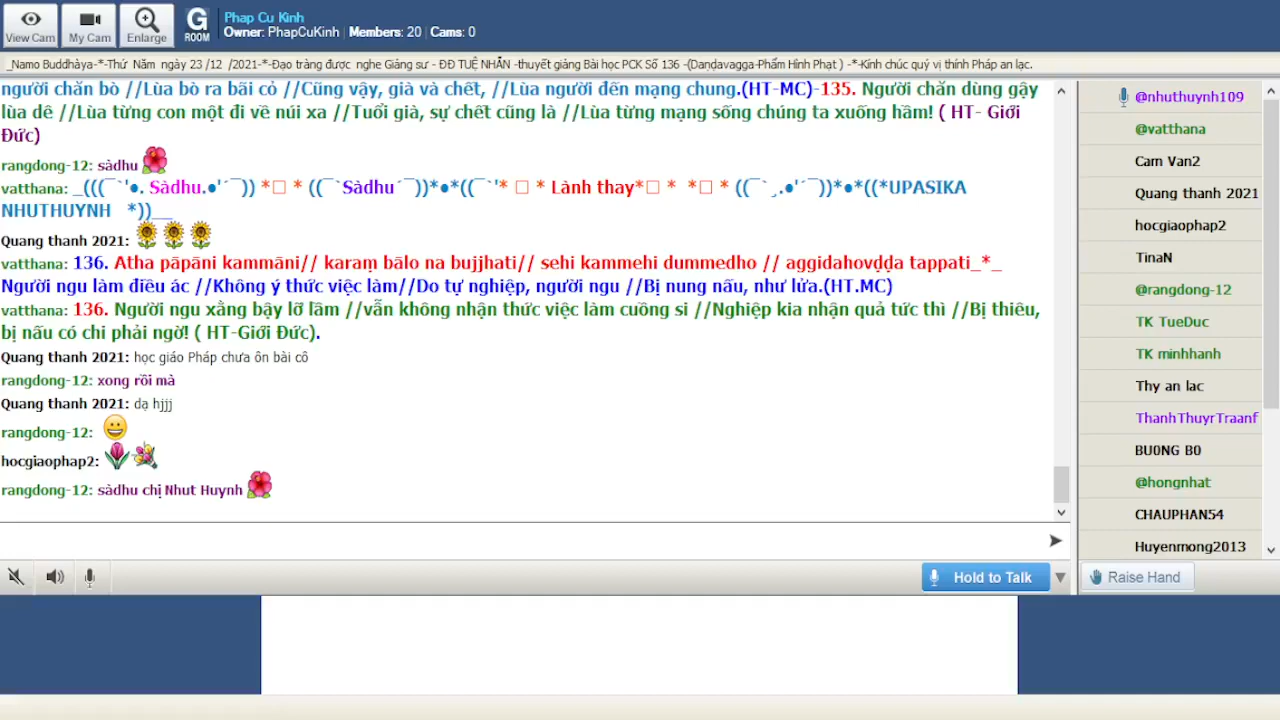 View Cam
My Cam
Enlarge
G
ROOM
Phap Cu Kinh
Owner: PhapCuKinh | Members: 20 | Cams: 0
_Namo Buddhàya-*-Thứ Năm ngày 23 /12 /2021-*-Đạo tràng được nghe Giảng sư - ĐĐ TUỆ NHẪN -thuyết giảng Bài học PCK Số 136 -(Daṇḍavagga-Phẩm Hình Phạt ) -*-Kính chúc quý vị thính Pháp an lạc.
người chăn bò //Lùa bò ra bãi cỏ //Cũng vậy, già và chết, //Lùa người đến mạng chung.(HT-MC)-135. Người chăn dùng gậy
lùa dê //Lùa từng con một đi về núi xa //Tuổi già, sự chết cũng là //Lùa từng mạng sống chúng ta xuống hầm! ( HT- Giới
Đức)
rangdong-12: sàdhu
vatthana: _(((¯`'●. Sàdhu.●'´¯)) *□ * ((¯`Sàdhu´¯))*●*((¯`'* □ * Lành thay*□ * *□ * ((¯`¸.●'´¯))*●*((*UPASIKA
NHUTHUYNH *))__
Quang thanh 2021:
vatthana: 136. Atha pāpāni kammāni// karaṃ bālo na bujjhati// sehi kammehi dummedho // aggidahovḍḍa tappati_*_
Người ngu làm điều ác //Không ý thức việc làm//Do tự nghiệp, người ngu //Bị nung nấu, như lửa.(HT.MC)
vatthana: 136. Người ngu xằng bậy lỡ lầm //vẫn không nhận thức việc làm cuồng si //Nghiệp kia nhận quả tức thì //Bị thiêu,
bị nấu có chi phải ngờ! ( HT-Giới Đức).
Quang thanh 2021: học giáo Pháp chưa ôn bài cô
rangdong-12: xong rồi mà
Quang thanh 2021: dạ hjjj
rangdong-12:
hocgiaophap2:
rangdong-12: sàdhu chị Nhut Huynh
Hold to Talk
@nhuthuynh109
@vatthana
Cam Van2
Quang thanh 2021
hocgiaophap2
TinaN
@rangdong-12
TK TueDuc
TK minhhanh
Thy an lac
ThanhThuyrTraanf
BU0NG B0
@hongnhat
CHAUPHAN54
Huyenmong2013
Raise Hand